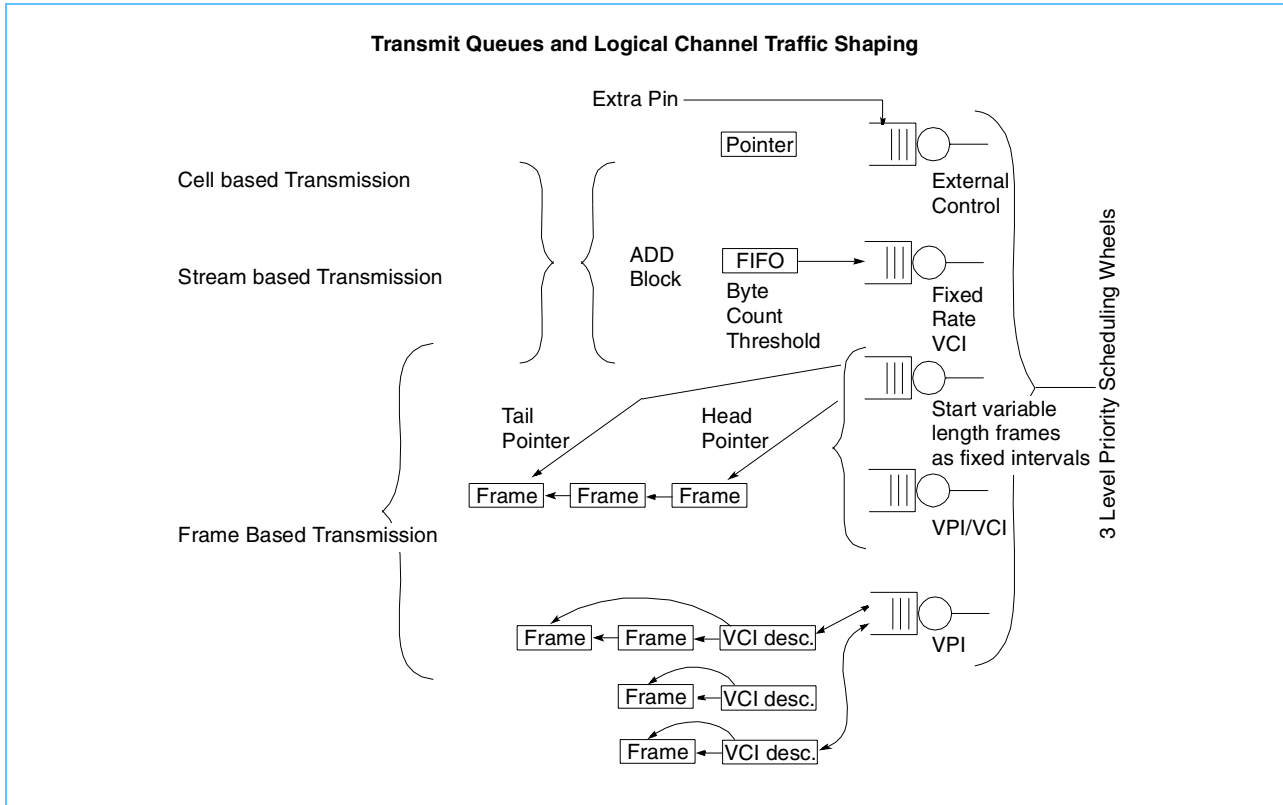 Transmit Queues and Logical Channel Traffic Shaping
Extra Pin
Pointer
Cell based Transmission
External
Control
Stream based Transmission
ADD
Block
FIFO
Byte
Count
Threshold
Fixed
Rate
VCI
3 Level Priority Scheduling Wheels
Tail
Pointer
Head
Pointer
Start variable
length frames
as fixed intervals
Frame
Frame
Frame
VPI/VCI
Frame Based Transmission
Frame
Frame
VCI desc.
VPI
Frame
VCI desc.
Frame
VCI desc.